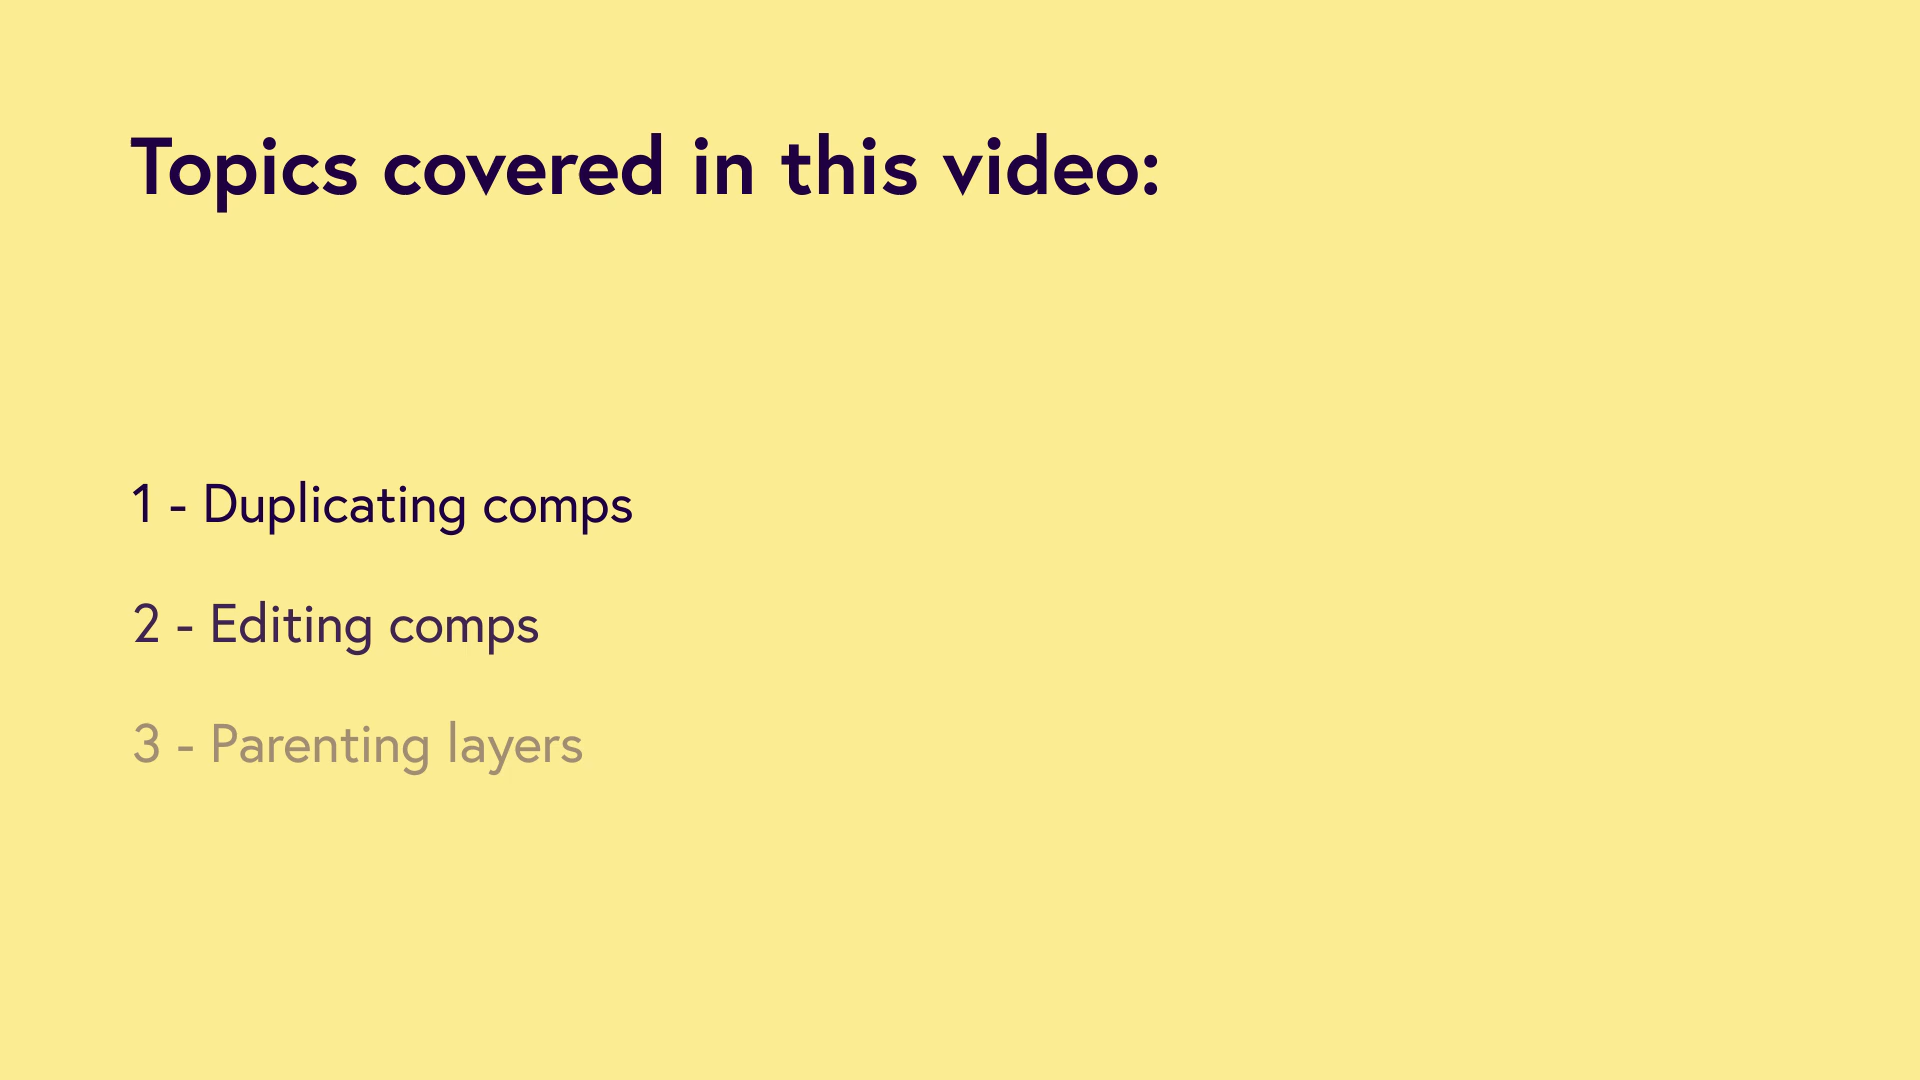 Topics covered in this video:
1 - Duplicating comps
2 - Editing comps
3 - Parenting layers